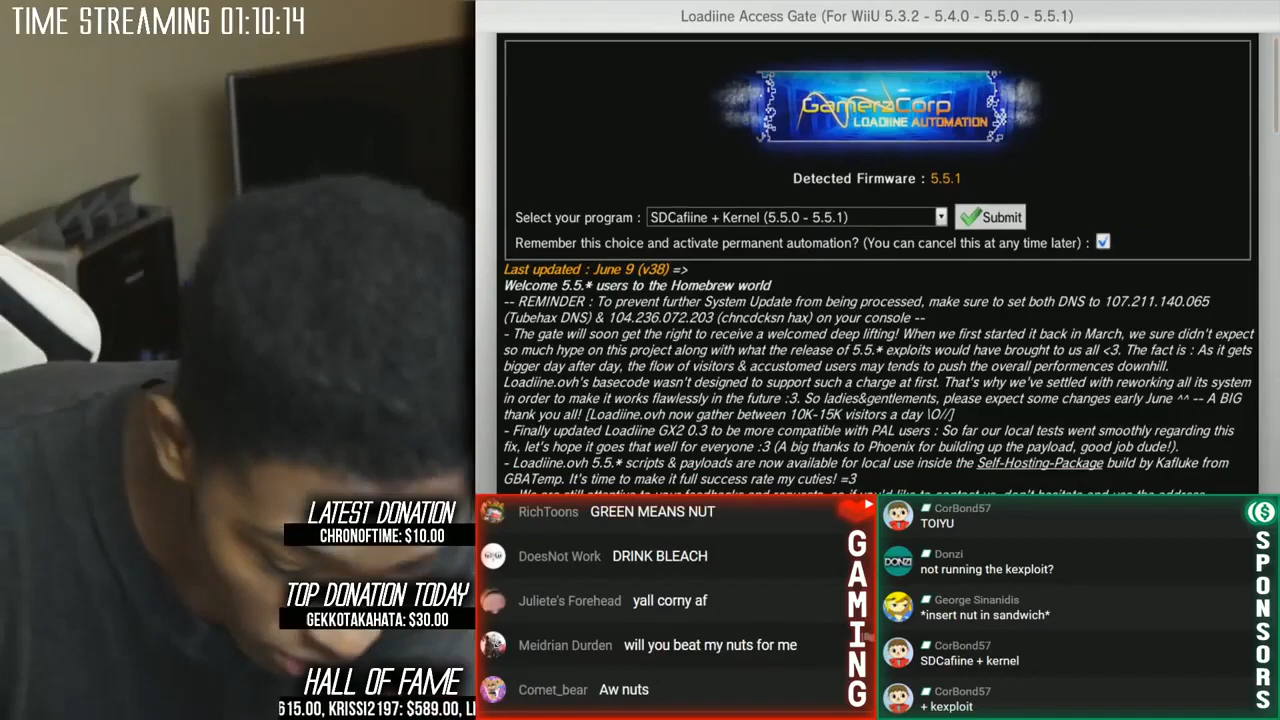 TIME STREAMING 01:10:14
Loadiine Access Gate (For WiiU 5.3.2 - 5.4.0 - 5.5.0 - 5.5.1)
GamerzCorp
LOADIINE AUTOMATION
Detected Firmware : 5.5.1
Select your program : SDCafiine + Kernel (5.5.0 - 5.5.1) Submit
Remember this choice and activate permanent automation? (You can cancel this at any time later) :
Last updated : June 9 (v38) =>
Welcome 5.5.* users to the Homebrew world
-- REMINDER : To prevent further System Update from being processed, make sure to set both DNS to 107.211.140.065
(Tubehax DNS) & 104.236.072.203 (chncdcksn hax) on your console --
- The gate will soon get the right to receive a welcomed deep lifting! When we first started it back in March, we sure didn't expect
so much hype on this project along with what the release of 5.5.* exploits would have brought to us all <3. The fact is : As it gets
bigger day after day, the flow of visitors & accustomed users may tends to push the overall performences downhill.
Loadiine.ovh's basecode wasn't designed to support such a charge at first. That's why we've settled with reworking all its system
in order to make it works flawlessly in the future :3. So ladies&gentlements, please expect some changes early June ^^ -- A BIG
thank you all! [Loadiine.ovh now gather between 10K-15K visitors a day \O//]
- Finally updated Loadiine GX2 0.3 to be more compatible with PAL users : So far our local tests went smoothly regarding this
fix, let's hope it goes that well for everyone :3 (A big thanks to Phoenix for building up the payload, good job dude!).
- Loadiine.ovh 5.5.* scripts & payloads are now available for local use inside the Self-Hosting-Package build by Kafluke from
GBATemp. It's time to make it full success rate my cuties! =3
LATEST DONATION
CHRONOFTIME: $10.00
TOP DONATION TODAY
GEKKOTAKAHATA: $30.00
HALL OF FAME
615.00, KRISSI2197: $589.00, L
RichToons GREEN MEANS NUT
DoesNot Work DRINK BLEACH
Juliete's Forehead yall corny af
Meidrian Durden will you beat my nuts for me
Comet_bear Aw nuts
GAMING
CorBond57
TOIYU
DONZI
Donzi
not running the kexploit?
George Sinanidis
*insert nut in sandwich*
CorBond57
SDCafiine + kernel
CorBond57
+ kexploit
SPONSORS